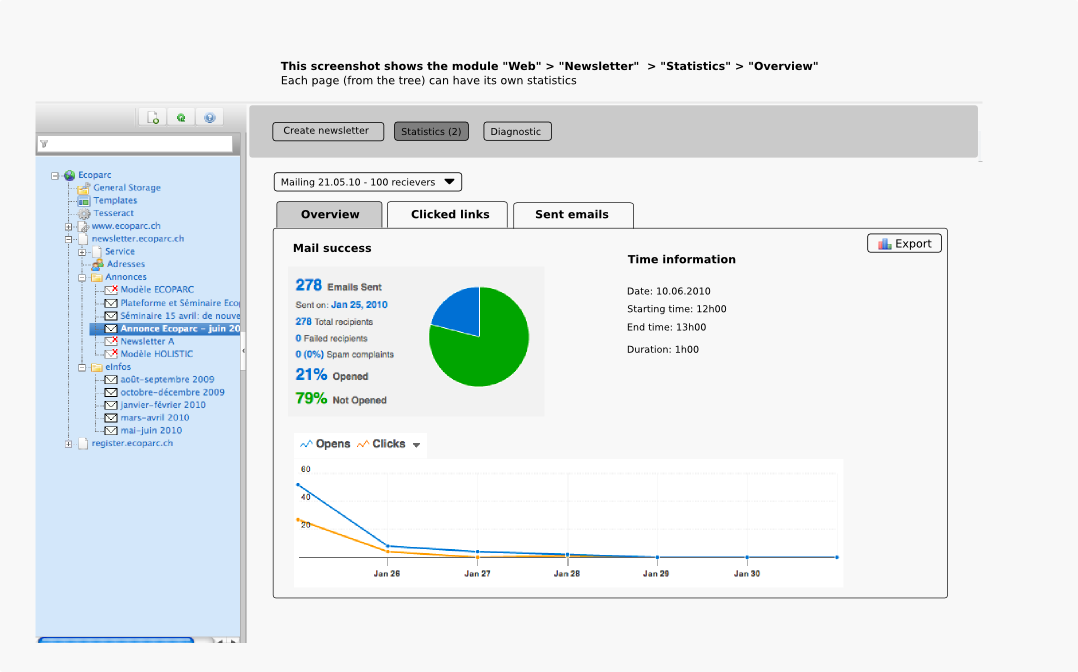 This screenshot shows the module "Web" > "Newsletter" > "Statistics" > "Overview"
Each page (from the tree) can have its own statistics
Create newsletter
Statistics (2)
Diagnostic
Ecoparc
General Storage
Templates
Tesseract
www.ecoparc.ch
newsletter.ecoparc.ch
Service
Adresses
Annonces
Modèle ECOPARC
Plateforme et Séminaire Ecop
Séminaire 15 avril: de nouve
Annonce Ecoparc - juin 20
Newsletter A
Modèle HOLISTIC
eInfos
août-septembre 2009
octobre-décembre 2009
janvier-février 2010
mars-avril 2010
mai-juin 2010
register.ecoparc.ch
Mailing 21.05.10 - 100 recievers
Overview
Clicked links
Sent emails
Export
Mail success
278 Emails Sent
Sent on: Jan 25, 2010
278 Total recipients
0 Failed recipients
0 (0%) Spam complaints
21% Opened
79% Not Opened
Time information
Date: 10.06.2010
Starting time: 12h00
End time: 13h00
Duration: 1h00
Opens Clicks
60
40
20
Jan 26 Jan 27 Jan 28 Jan 29 Jan 30